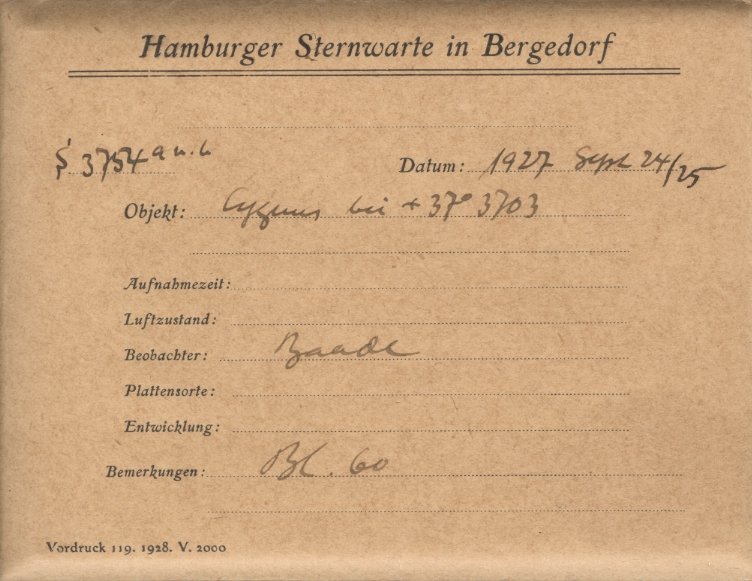 Hamburger Sternwarte in Bergedorf
S 3754 a u. b
Datum: 1927 Sept 24/25
Objekt: Cygnus bei + 37° 3703
Aufnahmezeit:
Luftzustand:
Beobachter: Baade
Plattensorte:
Entwicklung:
Bemerkungen: Bl. 60
Vordruck 119. 1928. V. 2000